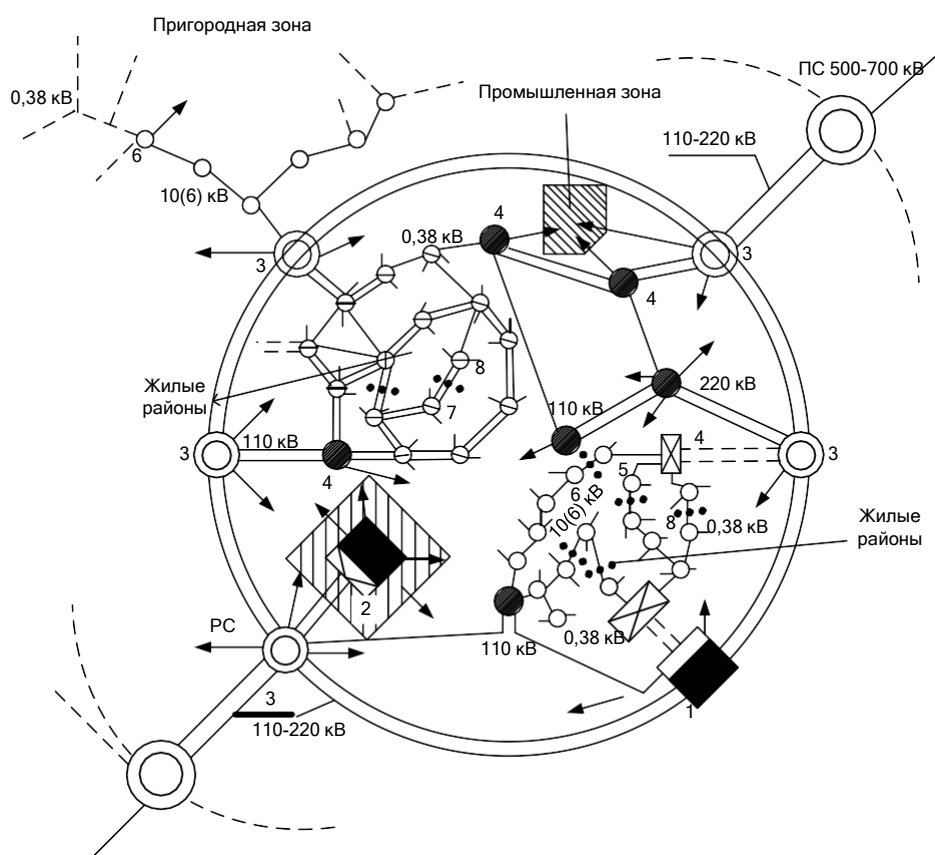 Пригородная зона
ПС 500-700 кВ
0,38 кВ
Промышленная зона
110-220 кВ
6
10(6) кВ
4
0,38 кВ
3
3
4
8
Жилые
районы
220 кВ
7
110 кВ
3
110 кВ
4
3
4
5
6
10(6) кВ
8
0,38 кВ
Жилые
районы
2
РС
0,38 кВ
110 кВ
3
110-220 кВ
1